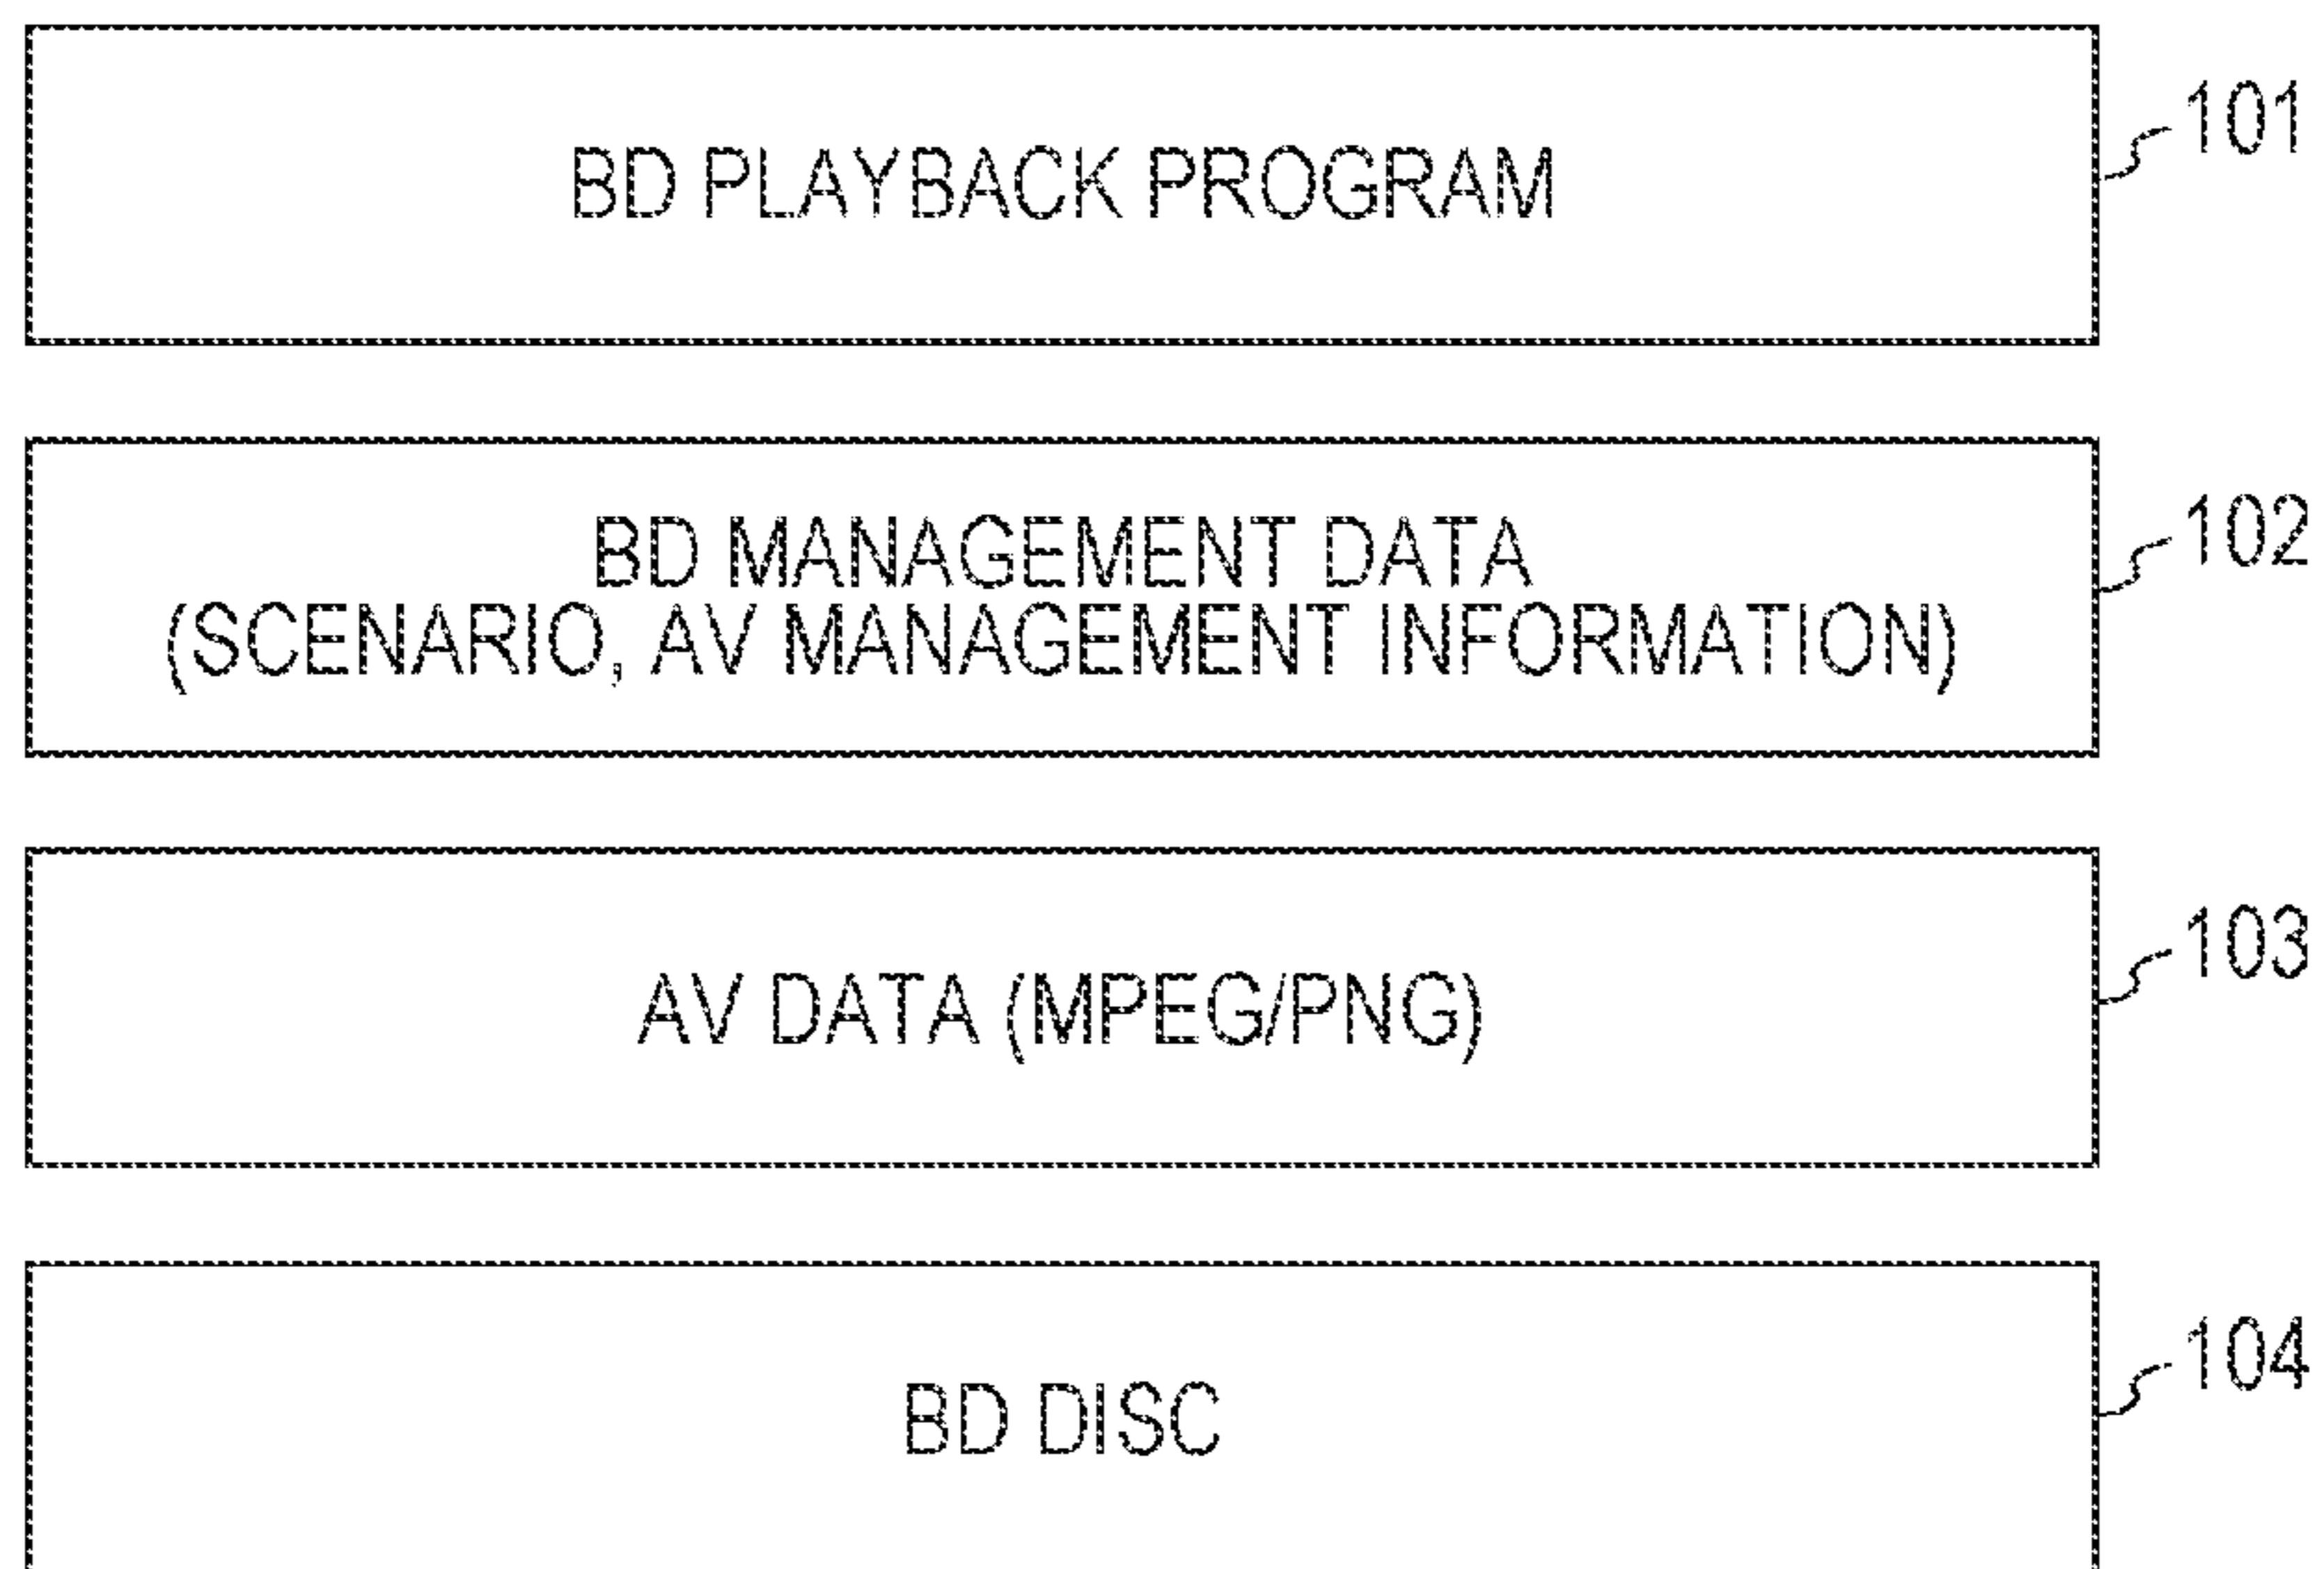 BD PLAYBACK PROGRAM
101
BD MANAGEMENT DATA
(SCENARIO, AV MANAGEMENT INFORMATION)
102
AV DATA (MPEG/PNG)
103
BD DISC
104